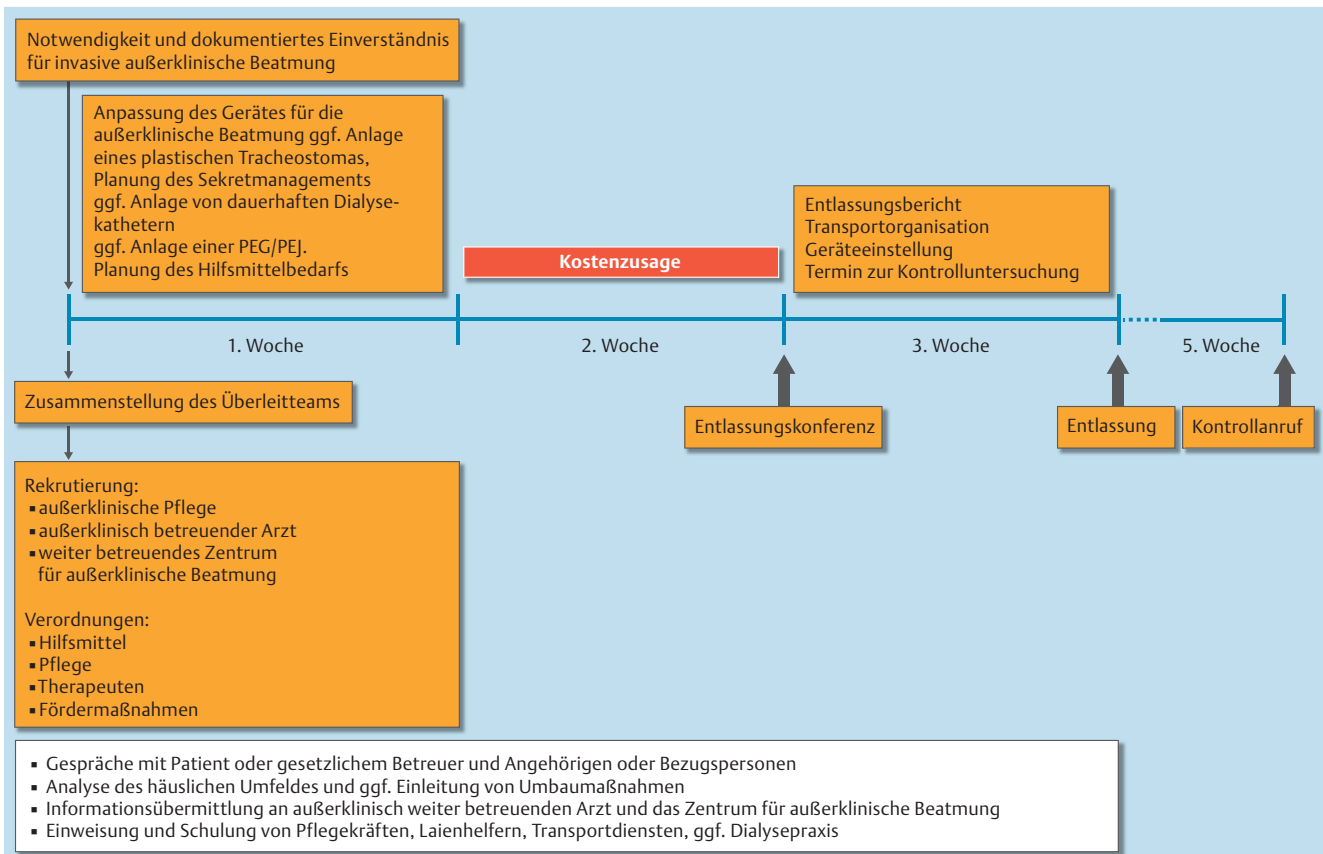 Notwendigkeit und dokumentiertes Einverständnis
für invasive außerklinische Beatmung
Anpassung des Gerätes für die
außerklinische Beatmung ggf. Anlage
eines plastischen Tracheostomas,
Planung des Sekretmanagements
ggf. Anlage von dauerhaften Dialyse-
kathetern
ggf. Anlage einer PEG/PEJ.
Planung des Hilfsmittelbedarfs
Kostenzusage
Entlassungsbericht
Transportorganisation
Geräteeinstellung
Termin zur Kontrolluntersuchung
1. Woche
2. Woche
3. Woche
5. Woche
Zusammenstellung des Überleitteams
Entlassungskonferenz
Entlassung
Kontrollanruf
Rekrutierung:
▪ außerklinische Pflege
▪ außerklinisch betreuender Arzt
▪ weiter betreuendes Zentrum
für außerklinische Beatmung
Verordnungen:
▪ Hilfsmittel
▪ Pflege
▪ Therapeuten
▪ Fördermaßnahmen
▪ Gespräche mit Patient oder gesetzlichem Betreuer und Angehörigen oder Bezugspersonen
▪ Analyse des häuslichen Umfeldes und ggf. Einleitung von Umbaumaßnahmen
▪ Informationsübermittlung an außerklinisch weiter betreuenden Arzt und das Zentrum für außerklinische Beatmung
▪ Einweisung und Schulung von Pflegekräften, Laienhelfern, Transportdiensten, ggf. Dialysepraxis